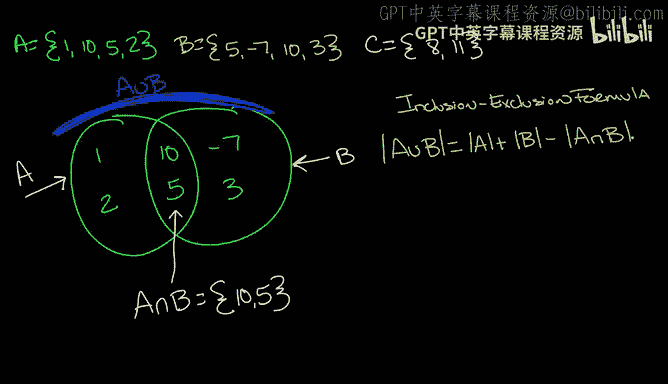 GPT中英字幕课程资源@bilibili
GPT中英字幕课程资源 bilibili
A={1,10,5,2} B={5,-7,10,3} C={8,11}
A∪B
Inclusion-Exclusion Formula
|A∪B|=|A|+|B|-|A∩B|.
1 10 -7
A B
2 5 3
A∩B={10,5}